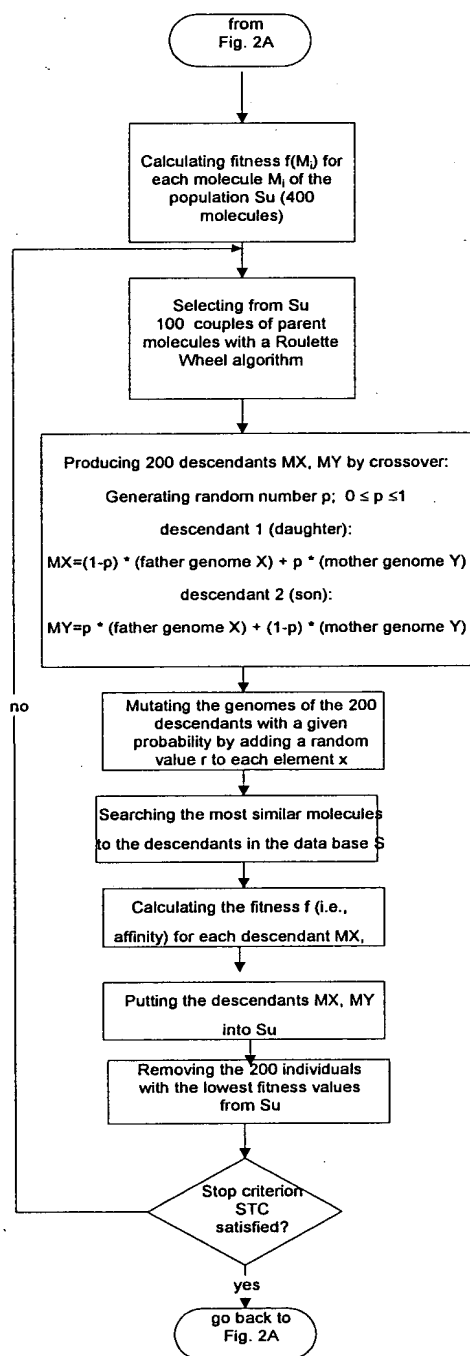 from
Fig. 2A
Calculating fitness f(Mi) for
each molecule Mi of the
population Su (400
molecules)
Selecting from Su
100 couples of parent
molecules with a Roulette
Wheel algorithm
Producing 200 descendants MX, MY by crossover:
Generating random number p; 0 ≤ p ≤1
descendant 1 (daughter):
MX=(1-p) * (father genome X) + p * (mother genome Y)
descendant 2 (son):
MY=p * (father genome X) + (1-p) * (mother genome Y)
no
Mutating the genomes of the 200
descendants with a given
probability by adding a random
value r to each element x
Searching the most similar molecules
to the descendants in the data base S
Calculating the fitness f (i.e.,
affinity) for each descendant MX,
Putting the descendants MX, MY
into Su
Removing the 200 individuals
with the lowest fitness values
from Su
Stop criterion
STC
satisfied?
yes
go back to
Fig. 2A